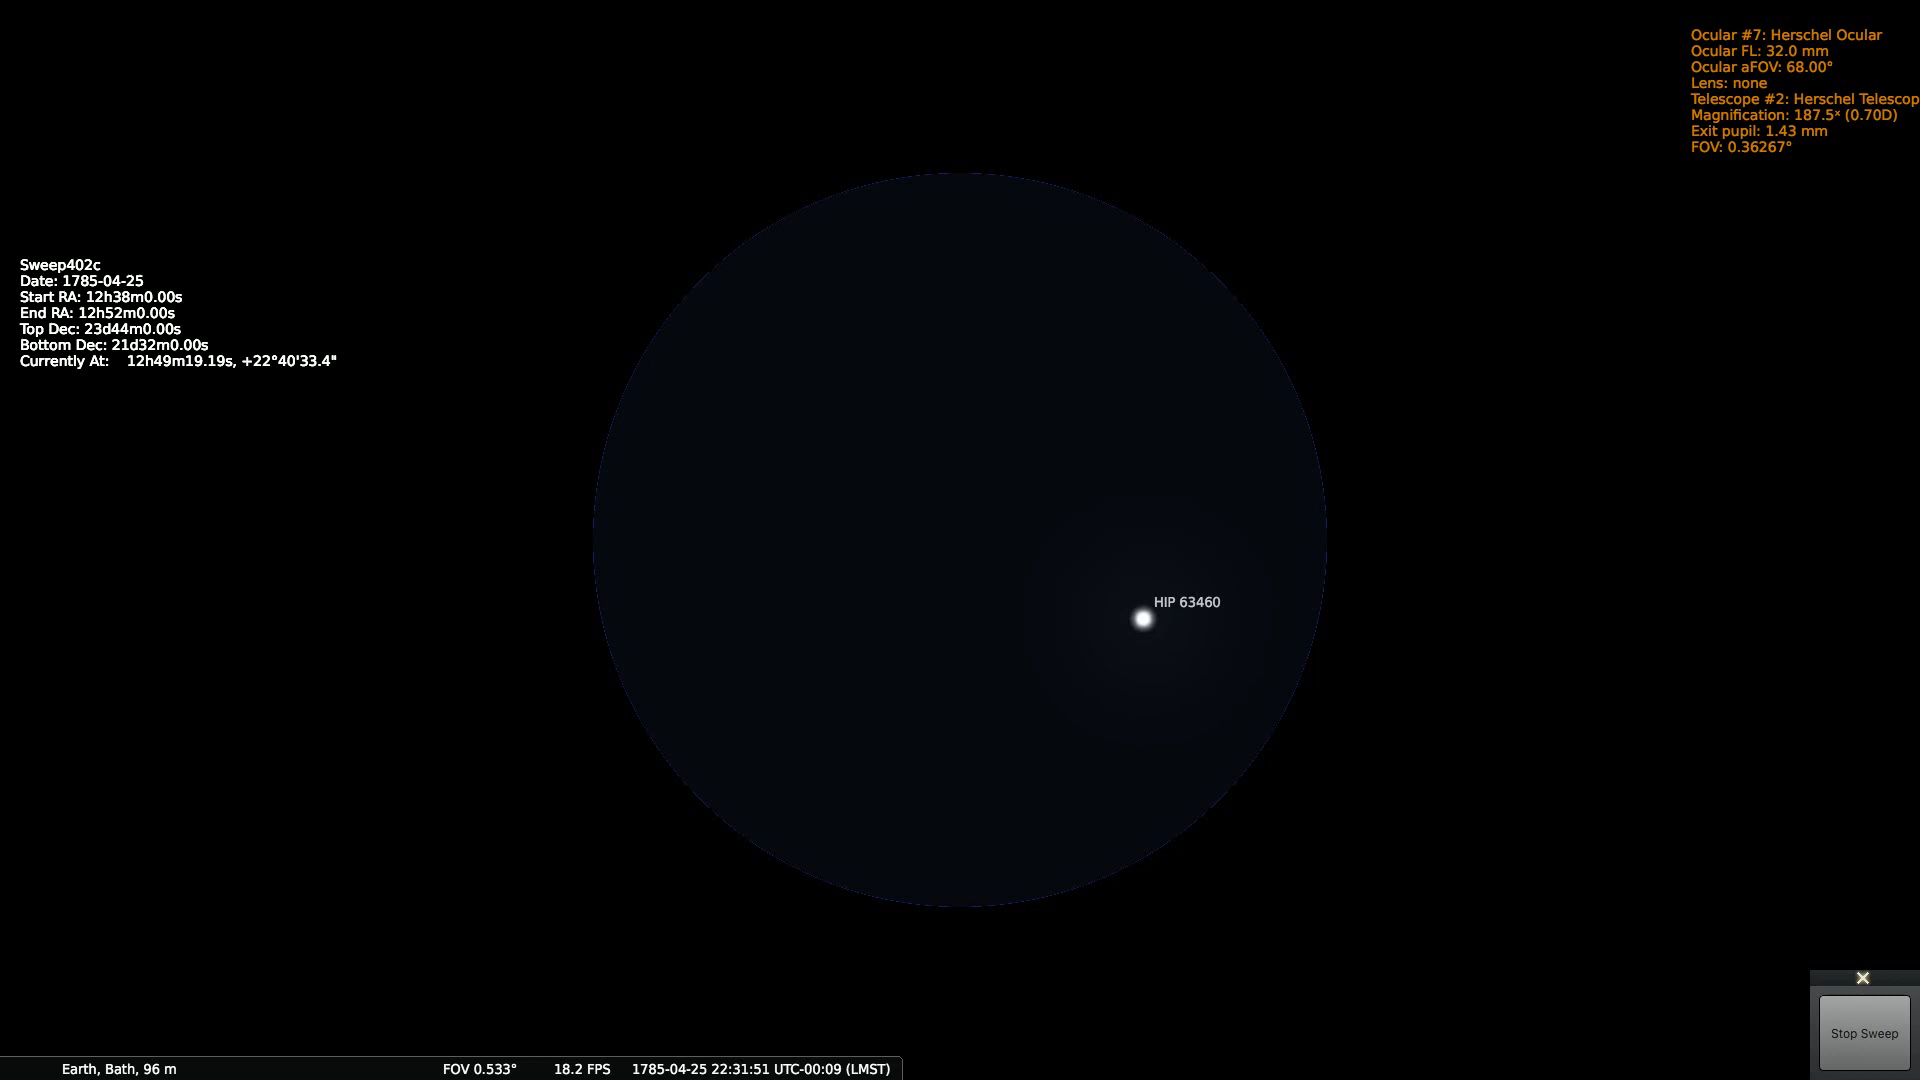 Ocular #7: Herschel Ocular
Ocular FL: 32.0 mm
Ocular aFOV: 68.00°
Lens: none
Telescope #2: Herschel Telescop
Magnification: 187.5ˣ (0.70D)
Exit pupil: 1.43 mm
FOV: 0.36267°
Sweep402c
Date: 1785-04-25
Start RA: 12h38m0.00s
End RA: 12h52m0.00s
Top Dec: 23d44m0.00s
Bottom Dec: 21d32m0.00s
Currently At: 12h49m19.19s, +22°40'33.4"
HIP 63460
Stop Sweep
Earth, Bath, 96 m FOV 0.533° 18.2 FPS 1785-04-25 22:31:51 UTC-00:09 (LMST)